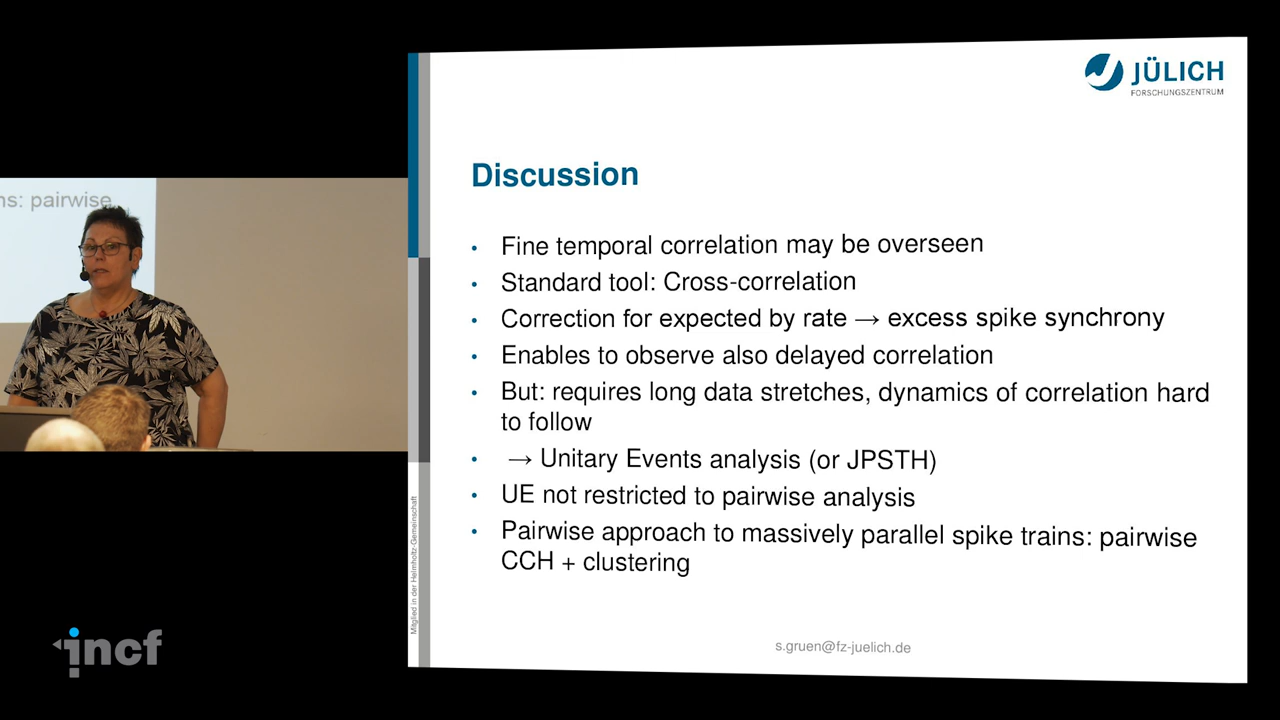 ns: pairwise
JÜLICH
FORSCHUNGSZENTRUM
Discussion
• Fine temporal correlation may be overseen
• Standard tool: Cross-correlation
• Correction for expected by rate → excess spike synchrony
• Enables to observe also delayed correlation
• But: requires long data stretches, dynamics of correlation hard
to follow
• → Unitary Events analysis (or JPSTH)
• UE not restricted to pairwise analysis
• Pairwise approach to massively parallel spike trains: pairwise
CCH + clustering
Mitglied in der Helmholtz-Gemeinschaft
s.gruen@fz-juelich.de
incf